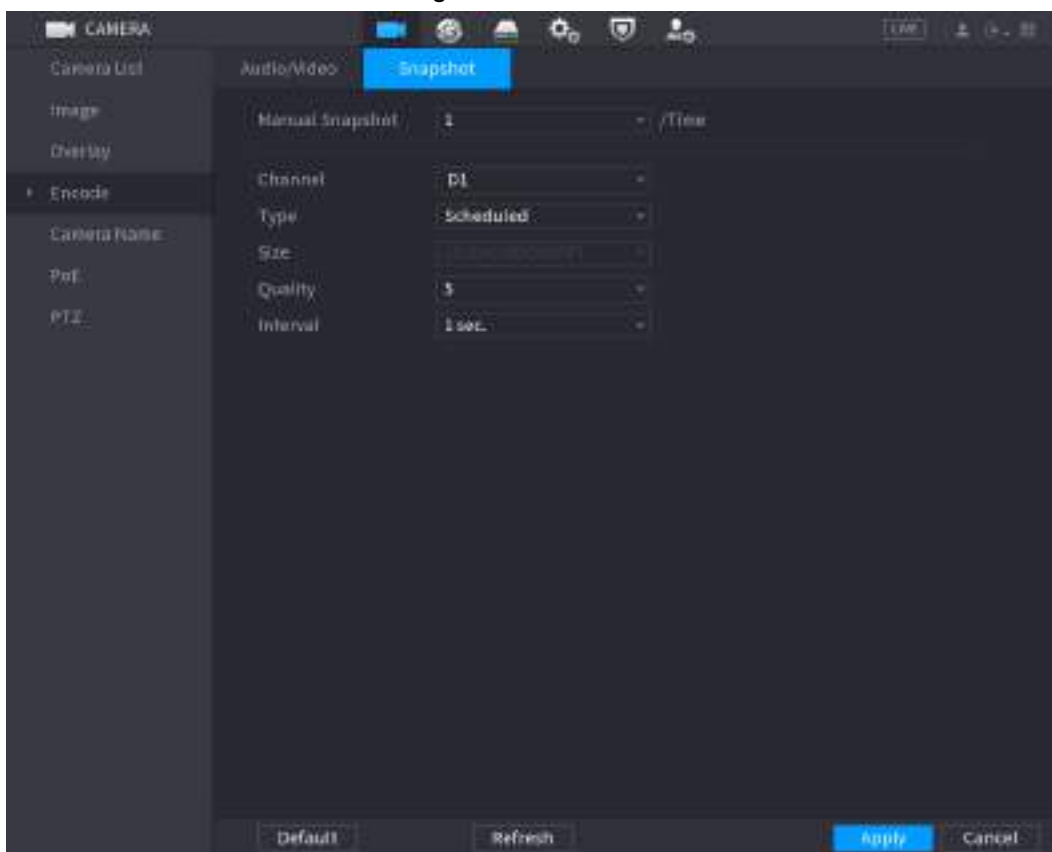 CAMERA LIVE
Camera List Audio/Video Snapshot
Image Manual Snapshot 1 /Time
Overlay
Channel D1
Encode
Type Scheduled
Camera Name
Size
PoE Quality 5
PTZ Interval 1 sec.
Default Refresh Apply Cancel